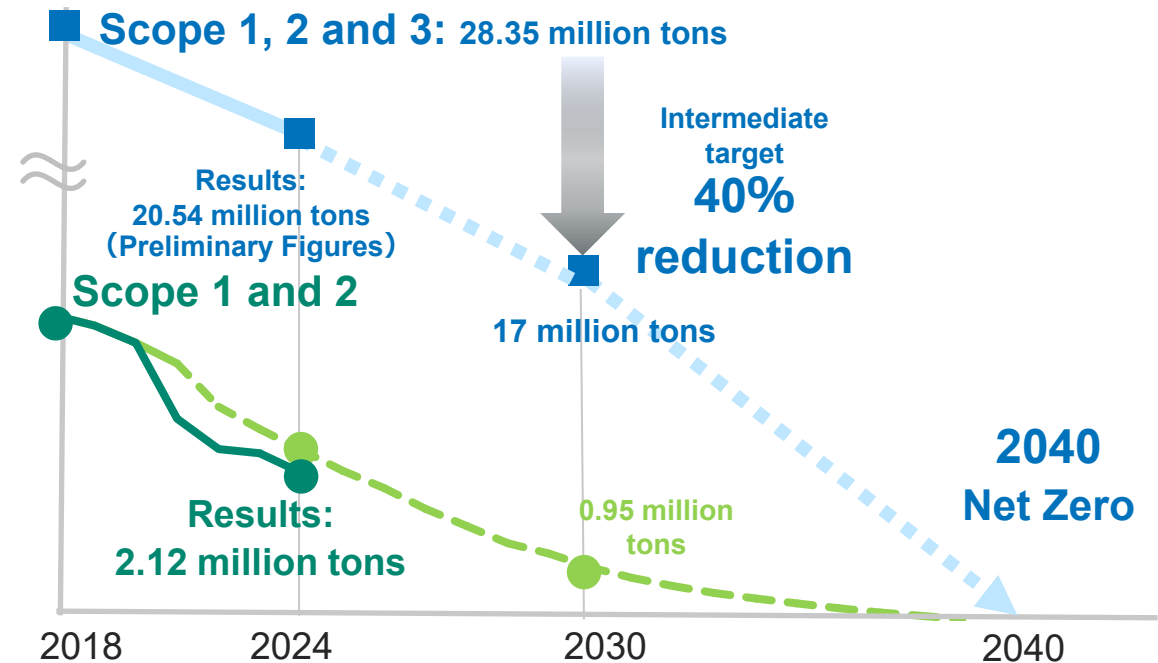 Scope 1, 2 and 3: 28.35 million tons
Intermediate
target
40%
reduction
Results:
20.54 million tons
（Preliminary Figures）
Scope 1 and 2
17 million tons
2040
Net Zero
Results:
2.12 million tons
0.95 million
tons
2018
2024
2030
2040